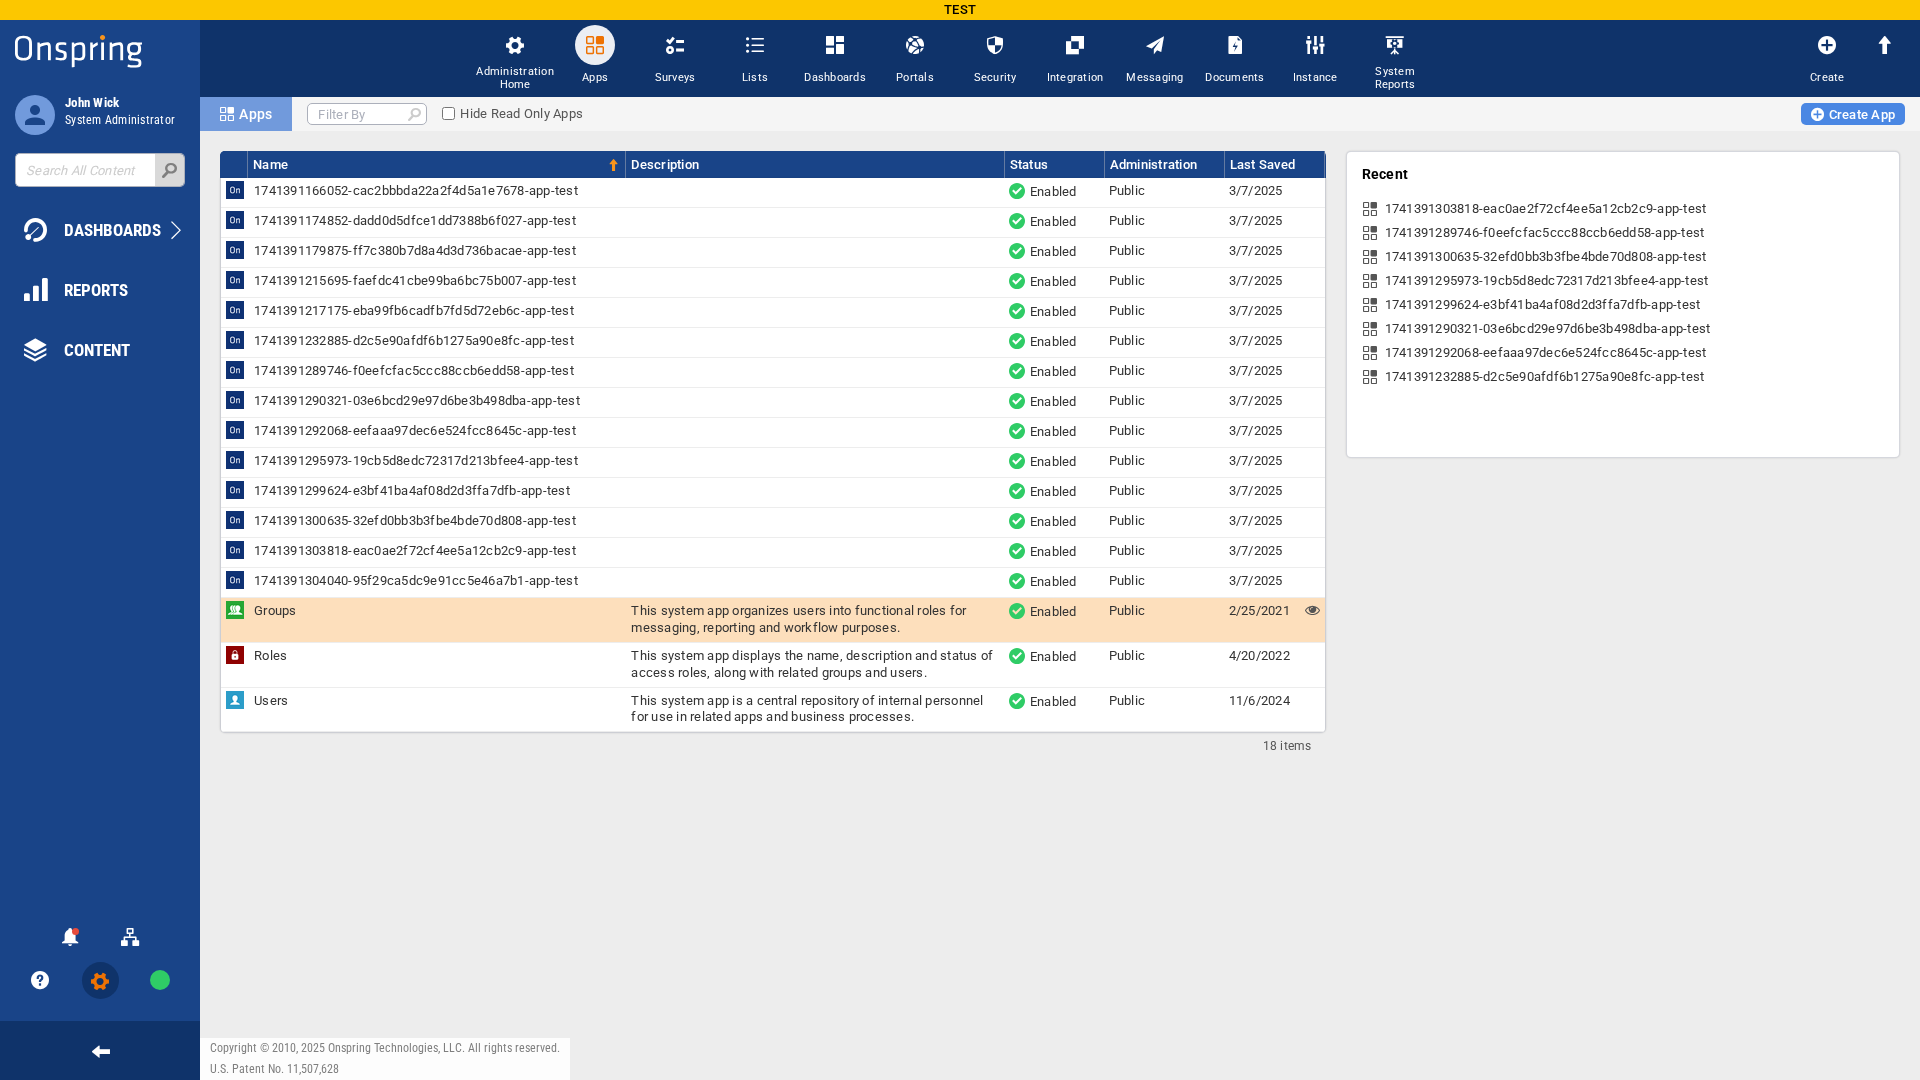 TEST
Onspring
John Wick
System Administrator
Search All Content
DASHBOARDS
REPORTS
CONTENT
Administration Home
Apps
Surveys
Lists
Dashboards
Portals
Security
Integration
Messaging
Documents
Instance
System Reports
Create
Apps
Filter By
Hide Read Only Apps
Create App
Name Description Status Administration Last Saved
On 1741391166052-cac2bbbda22a2f4d5a1e7678-app-test Enabled Public 3/7/2025
On 1741391174852-dadd0d5dfce1dd7388b6f027-app-test Enabled Public 3/7/2025
On 1741391179875-ff7c380b7d8a4d3d736bacae-app-test Enabled Public 3/7/2025
On 1741391215695-faefdc41cbe99ba6bc75b007-app-test Enabled Public 3/7/2025
On 1741391217175-eba99fb6cadfb7fd5d72eb6c-app-test Enabled Public 3/7/2025
On 1741391232885-d2c5e90afdf6b1275a90e8fc-app-test Enabled Public 3/7/2025
On 1741391289746-f0eefcfac5ccc88ccb6edd58-app-test Enabled Public 3/7/2025
On 1741391290321-03e6bcd29e97d6be3b498dba-app-test Enabled Public 3/7/2025
On 1741391292068-eefaaa97dec6e524fcc8645c-app-test Enabled Public 3/7/2025
On 1741391295973-19cb5d8edc72317d213bfee4-app-test Enabled Public 3/7/2025
On 1741391299624-e3bf41ba4af08d2d3ffa7dfb-app-test Enabled Public 3/7/2025
On 1741391300635-32efd0bb3b3fbe4bde70d808-app-test Enabled Public 3/7/2025
On 1741391303818-eac0ae2f72cf4ee5a12cb2c9-app-test Enabled Public 3/7/2025
On 1741391304040-95f29ca5dc9e91cc5e46a7b1-app-test Enabled Public 3/7/2025
Groups This system app organizes users into functional roles for Enabled Public 2/25/2021
messaging, reporting and workflow purposes.
Roles This system app displays the name, description and status of Enabled Public 4/20/2022
access roles, along with related groups and users.
Users This system app is a central repository of internal personnel Enabled Public 11/6/2024
for use in related apps and business processes.
18 items
Recent
1741391303818-eac0ae2f72cf4ee5a12cb2c9-app-test
1741391289746-f0eefcfac5ccc88ccb6edd58-app-test
1741391300635-32efd0bb3b3fbe4bde70d808-app-test
1741391295973-19cb5d8edc72317d213bfee4-app-test
1741391299624-e3bf41ba4af08d2d3ffa7dfb-app-test
1741391290321-03e6bcd29e97d6be3b498dba-app-test
1741391292068-eefaaa97dec6e524fcc8645c-app-test
1741391232885-d2c5e90afdf6b1275a90e8fc-app-test
Copyright © 2010, 2025 Onspring Technologies, LLC. All rights reserved.
U.S. Patent No. 11,507,628